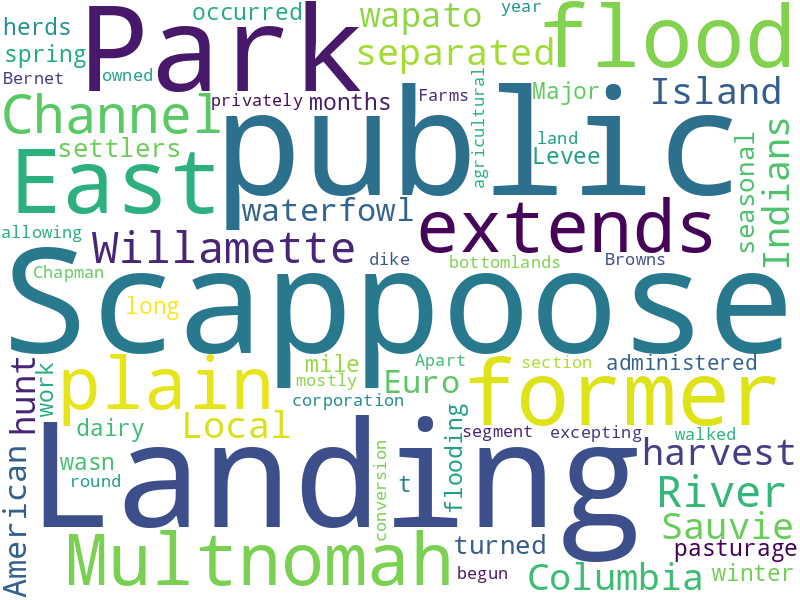 herds
occurred
Park
wapato
year
flood
spring
separated
Bernet
owned
Channel
privately
months
Farms
agricultural
Major
Island
public
settlers
East
land
Levee
seasonal
Indians
waterfowl
extends
allowing
Willamette
dike
bottomlands
Browns
Chapman
Scappoose
long
hunt
work
plain
mile
mostly
Apart
section
administered
Euro
former
corporation
dairy
Local
Landing
segment
excepting
walked
American
wasn
round
conversion
t
flooding
harvest
River
Sauvie
Multnomah
turned
begun
pasturage
Columbia
winter